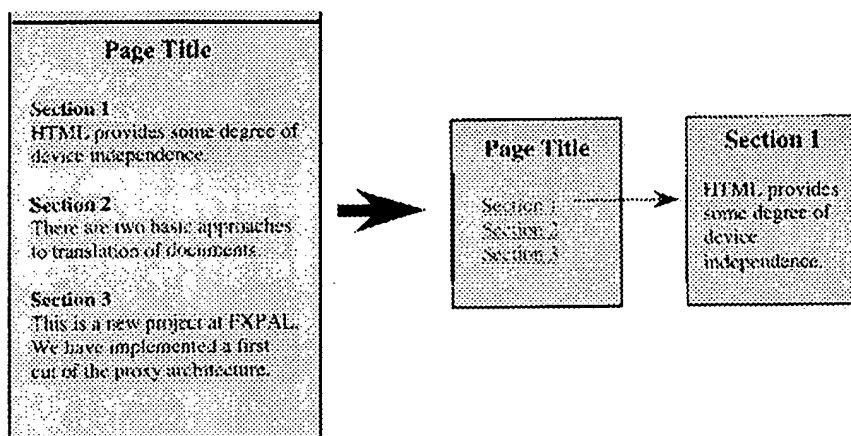 Page Title
Section 1
HTML provides some degree of
device independence.
Section 2
There are two basic approaches
to translation of documents.
Section 3
This is a new project at FXPAL.
We have implemented a first
cut of the proxy architecture.
Page Title
Section 1
Section 2
Section 3
Section 1
HTML provides
some degree of
device
independence.